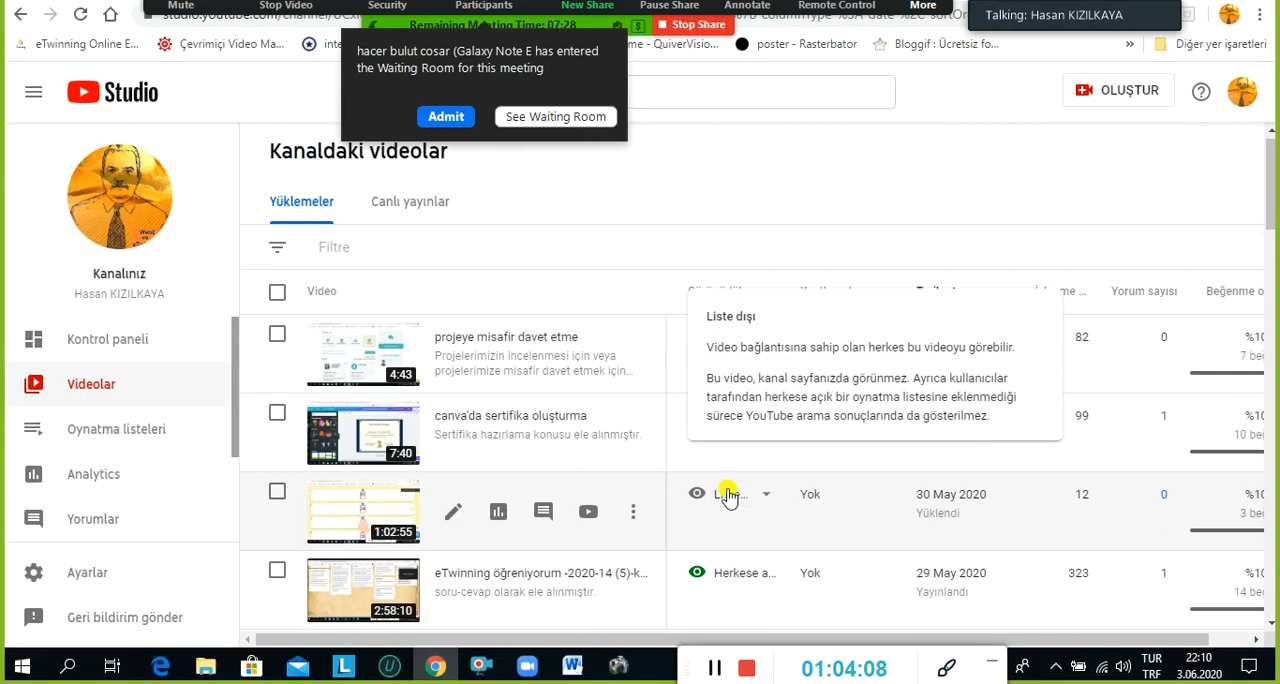 Mute
Stop Video
Security
Participants
New Share
Pause Share
Annotate
Remote Control
More
Talking: Hasan KIZILKAYA
Remaining Meeting Time: 07:28
Stop Share
eTwinning Online E...
Çevrimiçi Video Ma...
poster - Rasterbator
Bloggif : Ücretsiz fo...
»
Diğer yer işaretleri
hacer bulut cosar (Galaxy Note E has entered
the Waiting Room for this meeting
Admit
See Waiting Room
Studio
OLUŞTUR
Kanaldaki videolar
Yüklemeler
Canlı yayınlar
Filtre
Kanalınız
Hasan KIZILKAYA
Kontrol paneli
Videolar
Oynatma listeleri
Analytics
Yorumlar
Ayarlar
Geri bildirim gönder
Video
Yorum sayısı
Beğenme o
Liste dışı
Video bağlantısına sahip olan herkes bu videoyu görebilir.
Bu video, kanal sayfanızda görünmez. Ayrıca kullanıcılar
tarafından herkese açık bir oynatma listesine eklenmediği
sürece YouTube arama sonuçlarında da gösterilmez.
4:43
projeye misafir davet etme
Projelerimizin incelenmesi için veya
projelerimize misafir davet etmek için...
82
0
%10
7 be
7:40
canva'da sertifika oluşturma
Sertifika hazırlama konusu ele alınmıştır.
99
1
%10
10 be
1:02:55
Yok
30 May 2020
Yüklendi
12
0
%10
3 be
2:58:10
eTwinning öğreniyorum -2020-14 (5)-k...
soru-cevap olarak ele alınmıştır.
Herkese a...
Yok
29 May 2020
Yayınlandı
323
1
%10
14 be
01:04:08
TUR
TRF
22:10
3.06.2020